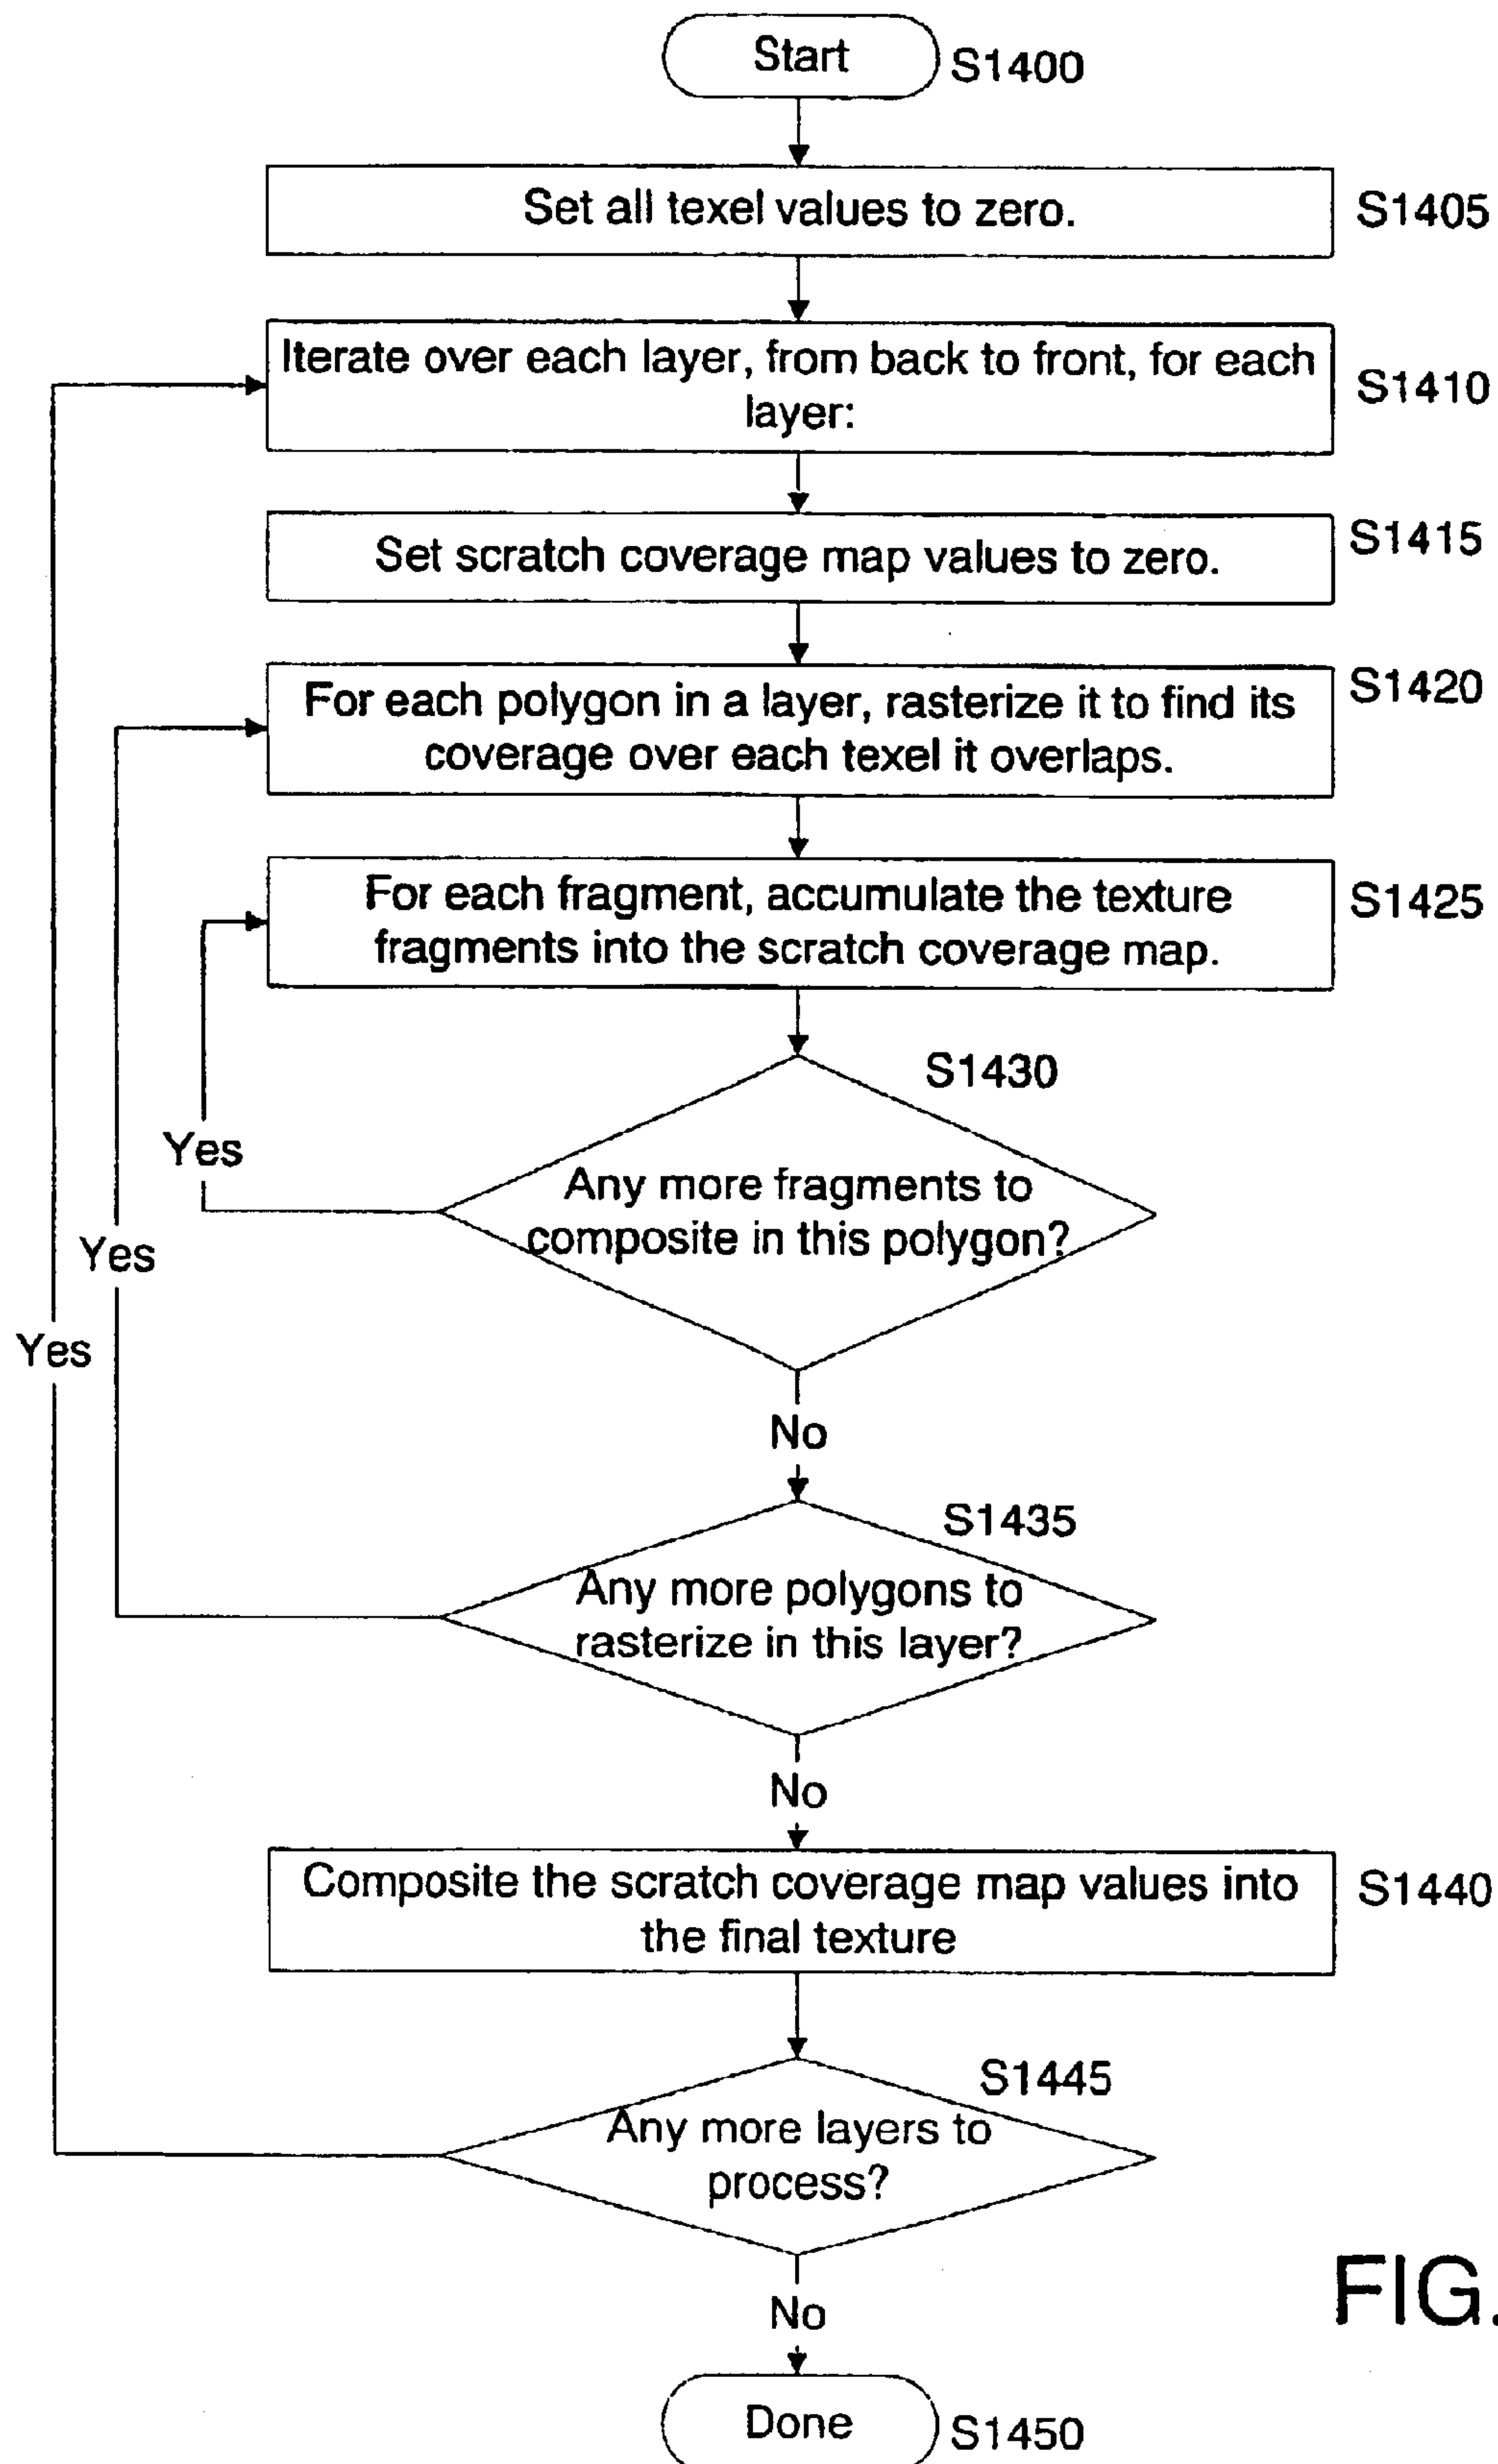 Start
S1400
Set all texel values to zero.
S1405
Iterate over each layer, from back to front, for each
layer:
S1410
Set scratch coverage map values to zero.
S1415
For each polygon in a layer, rasterize it to find its
coverage over each texel it overlaps.
S1420
For each fragment, accumulate the texture
fragments into the scratch coverage map.
S1425
S1430
Any more fragments to
composite in this polygon?
Yes
Yes
Yes
No
S1435
Any more polygons to
rasterize in this layer?
No
Composite the scratch coverage map values into
the final texture
S1440
S1445
Any more layers to
process?
No
FIG.
Done
S1450